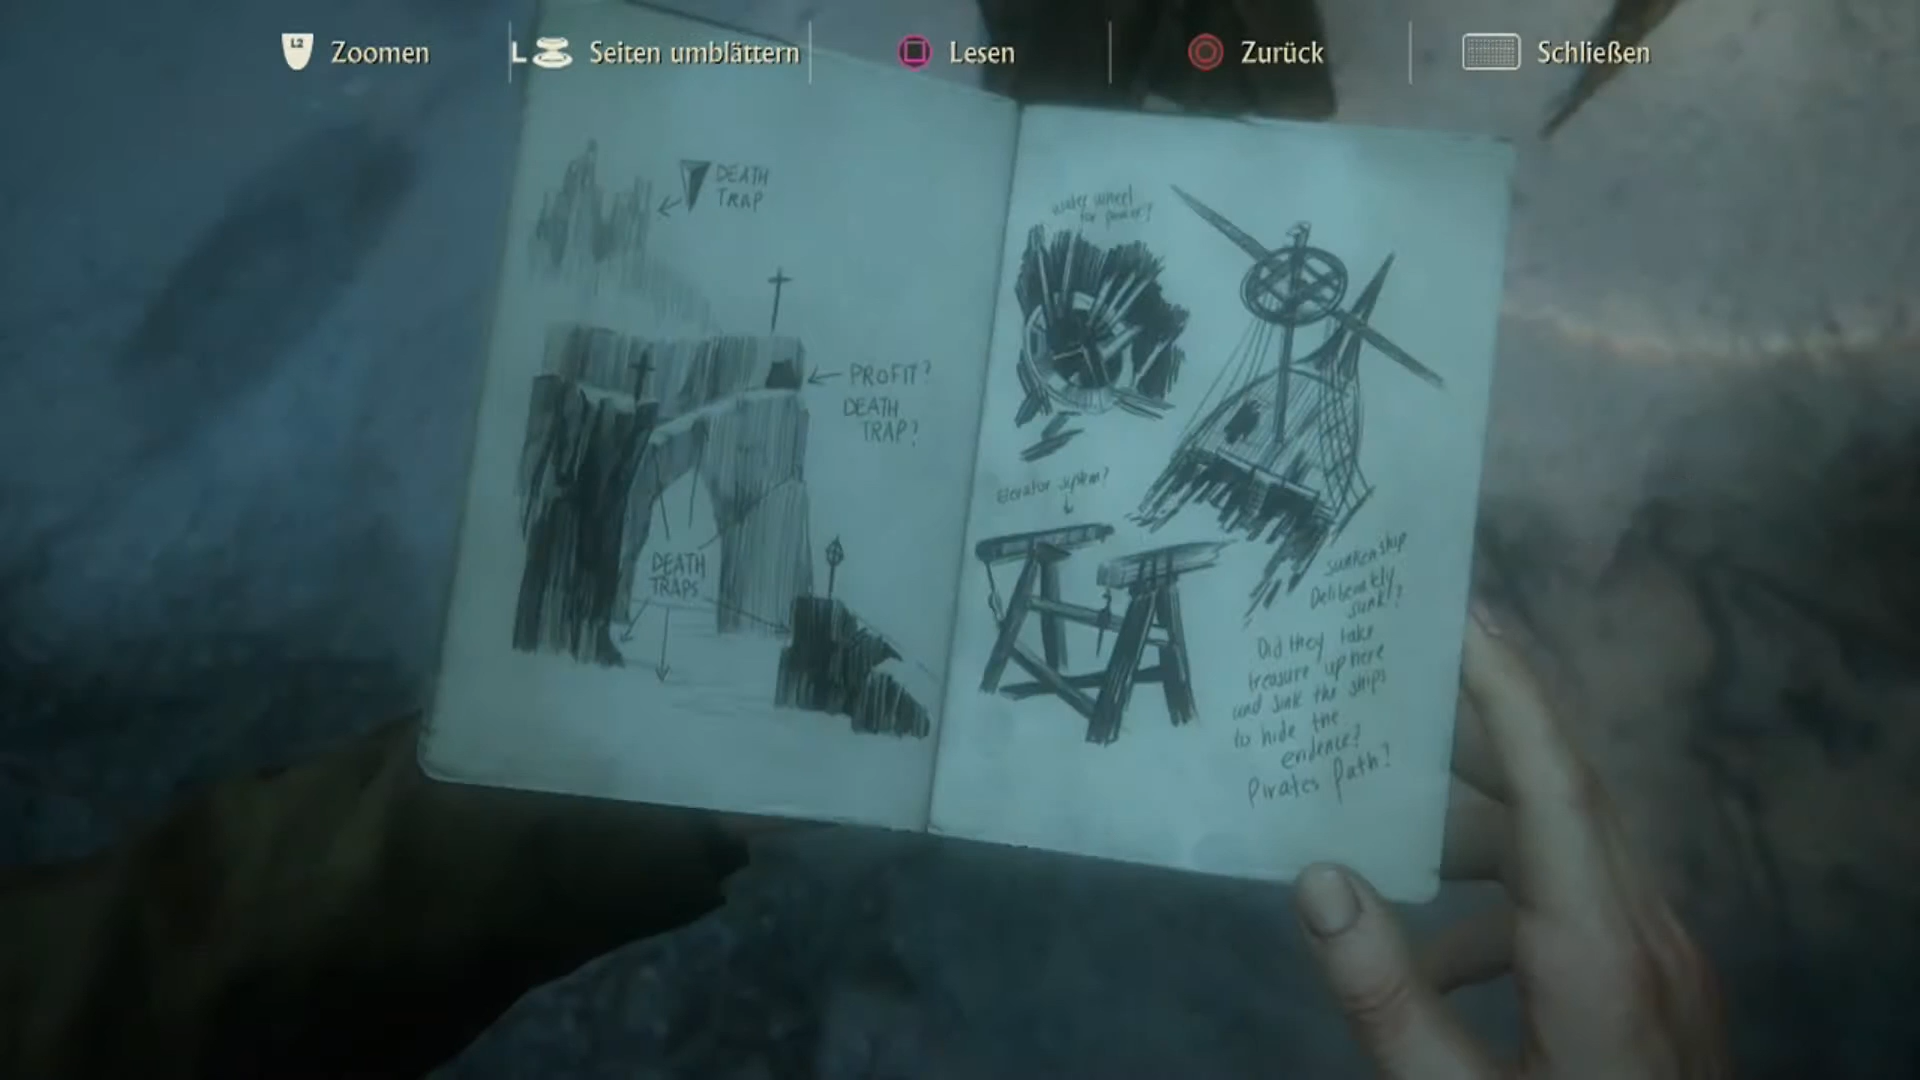 L2 Zoomen
L Seiten umblättern
Lesen
Zurück
Schließen
DEATH
TRAP
PROFIT?
DEATH
TRAP?
DEATH
TRAPS
water wheel
for power?
Elevator system?
sunken ship
Deliberately
sunk?
Did they take
treasure up here
and sink the ships
to hide the
evidence?
Pirates Path?